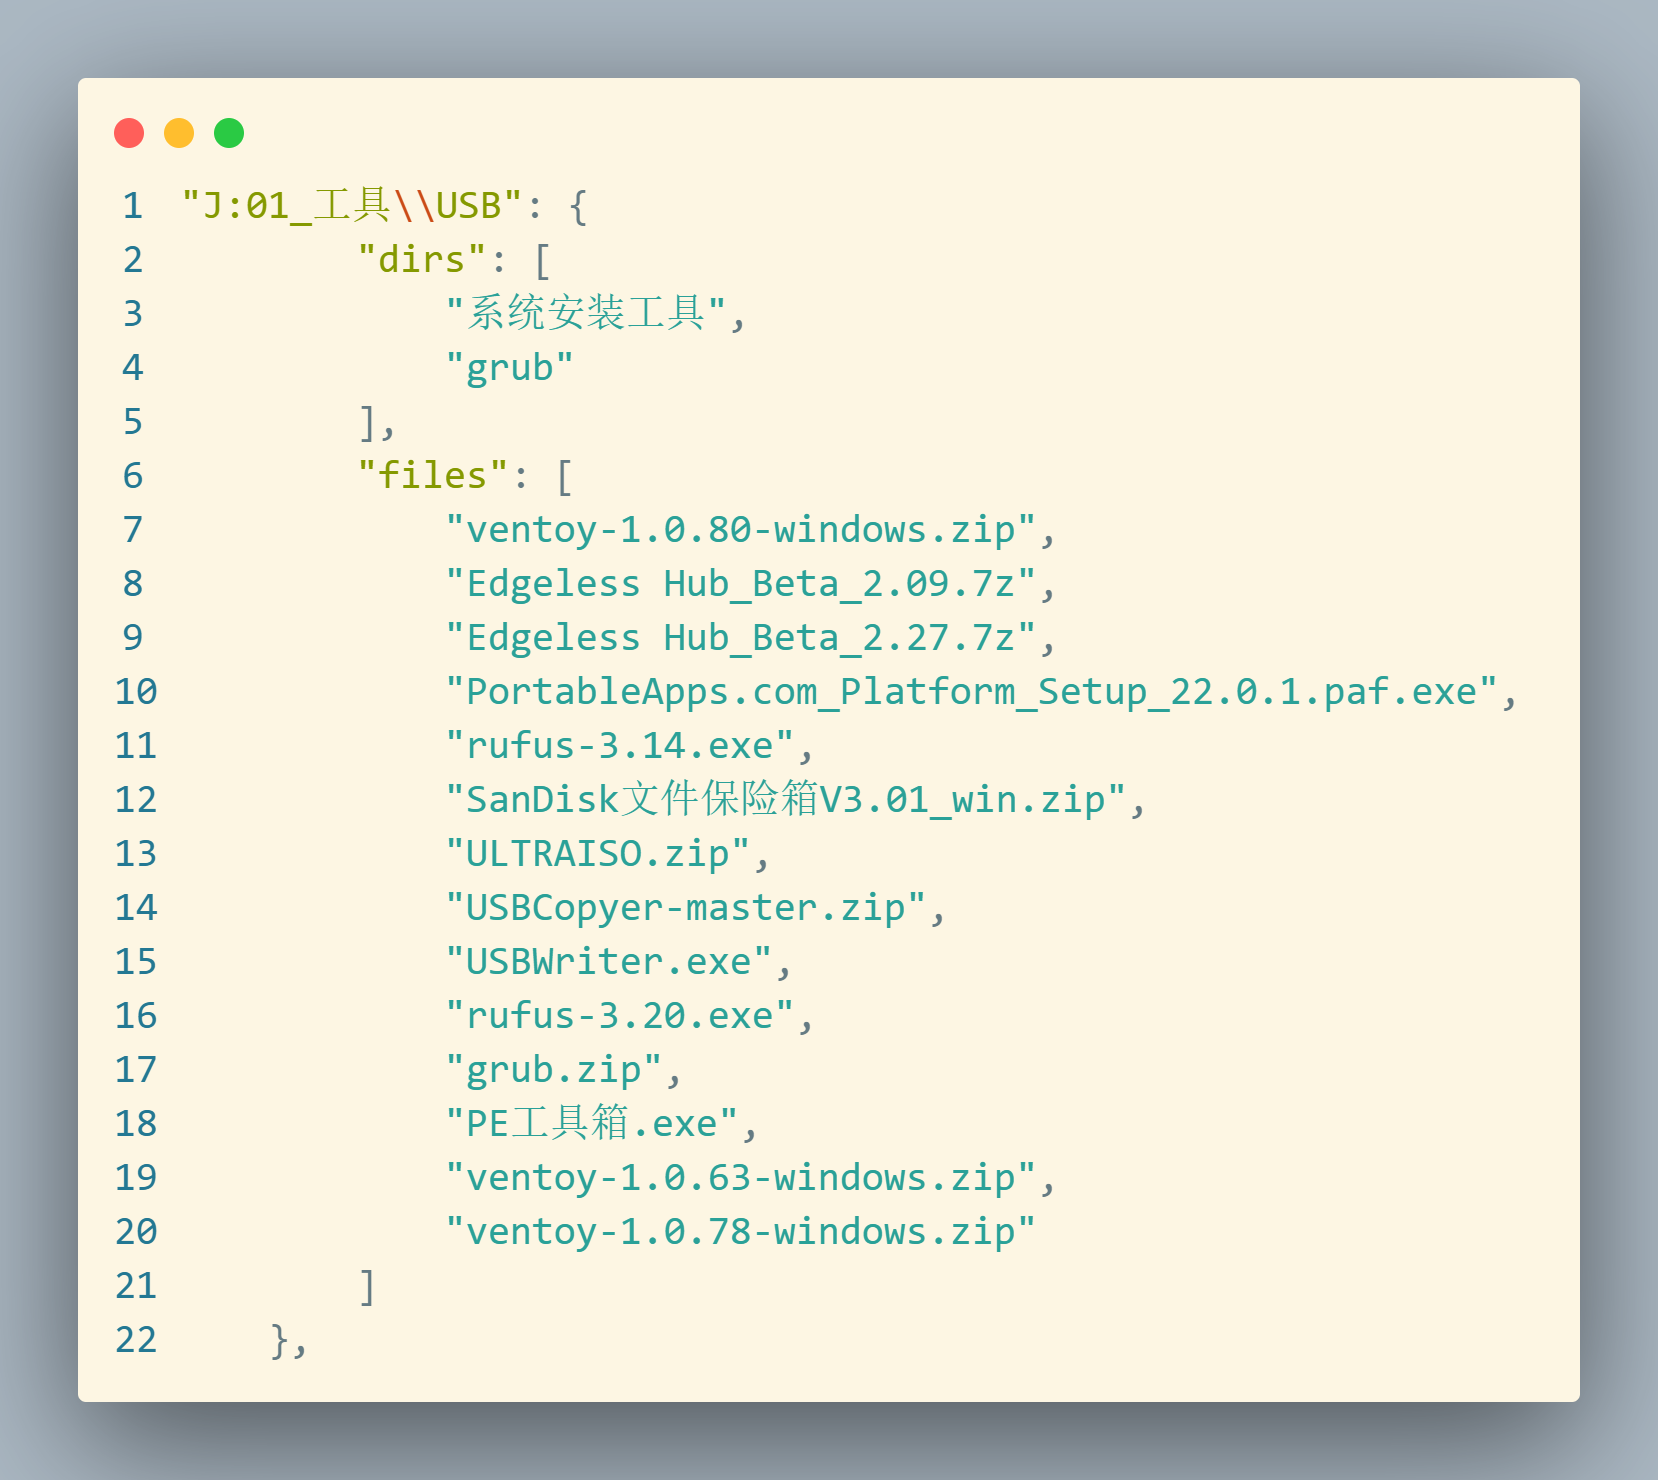 1 "J:01_工具\\USB": {
2         "dirs": [
3             "系统安装工具",
4             "grub"
5         ],
6         "files": [
7             "ventoy-1.0.80-windows.zip",
8             "Edgeless Hub_Beta_2.09.7z",
9             "Edgeless Hub_Beta_2.27.7z",
10             "PortableApps.com_Platform_Setup_22.0.1.paf.exe",
11             "rufus-3.14.exe",
12             "SanDisk文件保险箱V3.01_win.zip",
13             "ULTRAISO.zip",
14             "USBCopyer-master.zip",
15             "USBWriter.exe",
16             "rufus-3.20.exe",
17             "grub.zip",
18             "PE工具箱.exe",
19             "ventoy-1.0.63-windows.zip",
20             "ventoy-1.0.78-windows.zip"
21         ]
22     },